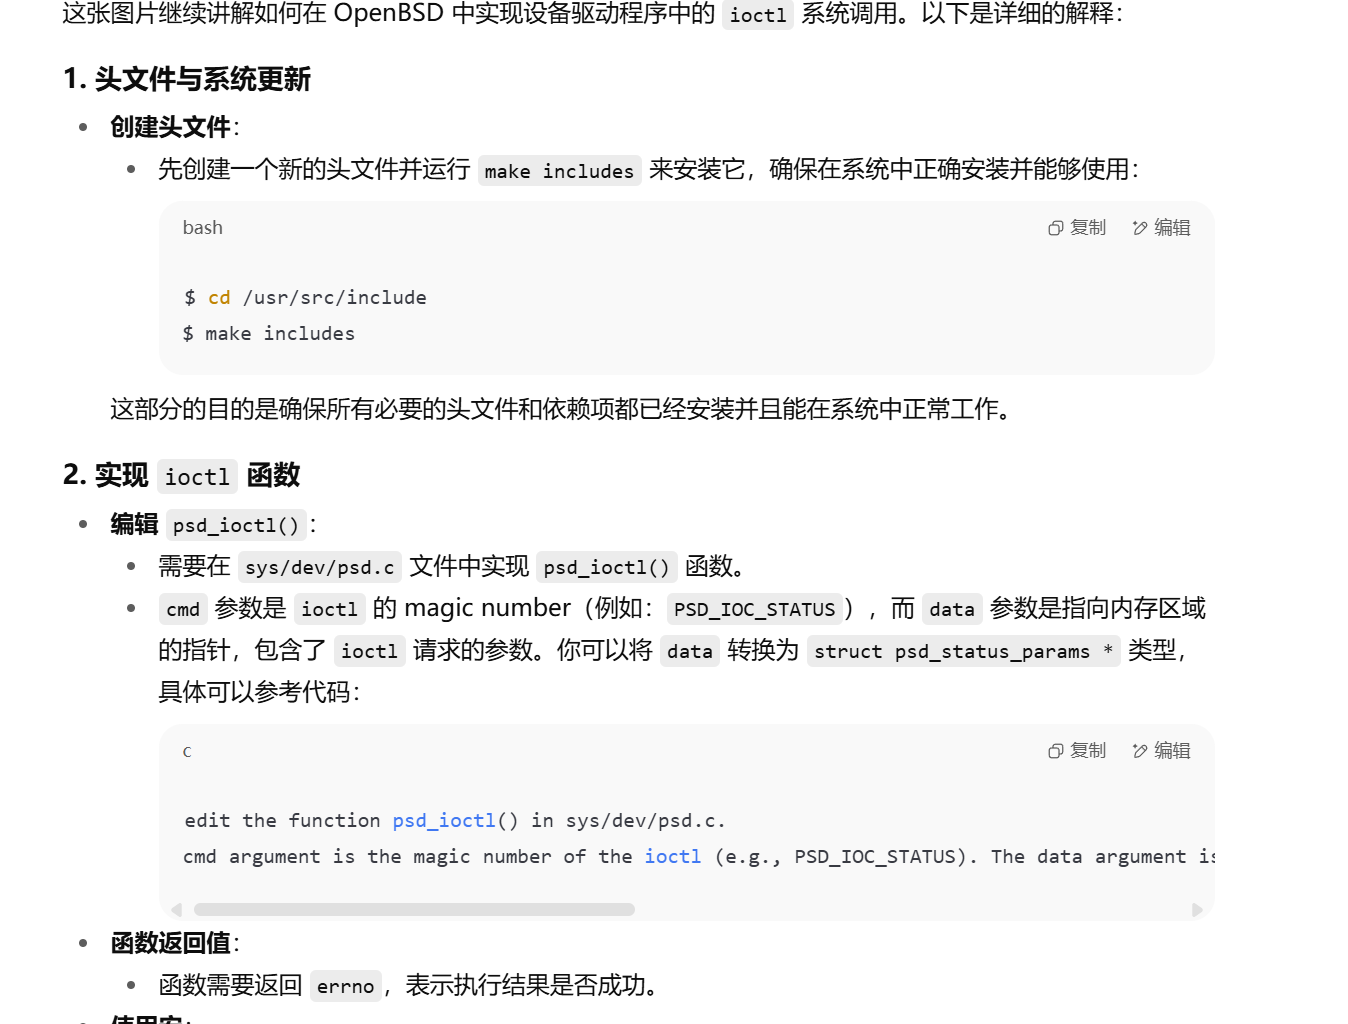 这张图片继续讲解如何在 OpenBSD 中实现设备驱动程序中的 ioctl 系统调用。以下是详细的解释：
1. 头文件与系统更新
创建头文件：
先创建一个新的头文件并运行 make includes 来安装它，确保在系统中正确安装并能够使用：
bash
复制 编辑
$ cd /usr/src/include
$ make includes
这部分的目的是确保所有必要的头文件和依赖项都已经安装并且能在系统中正常工作。
2. 实现 ioctl 函数
编辑 psd_ioctl()：
需要在 sys/dev/psd.c 文件中实现 psd_ioctl() 函数。
cmd 参数是 ioctl 的 magic number（例如：PSD_IOC_STATUS），而 data 参数是指向内存区域
的指针，包含了 ioctl 请求的参数。你可以将 data 转换为 struct psd_status_params * 类型，
具体可以参考代码：
c
复制 编辑
edit the function psd_ioctl() in sys/dev/psd.c.
cmd argument is the magic number of the ioctl (e.g., PSD_IOC_STATUS). The data argument is
函数返回值：
函数需要返回 errno，表示执行结果是否成功。
使用宏：